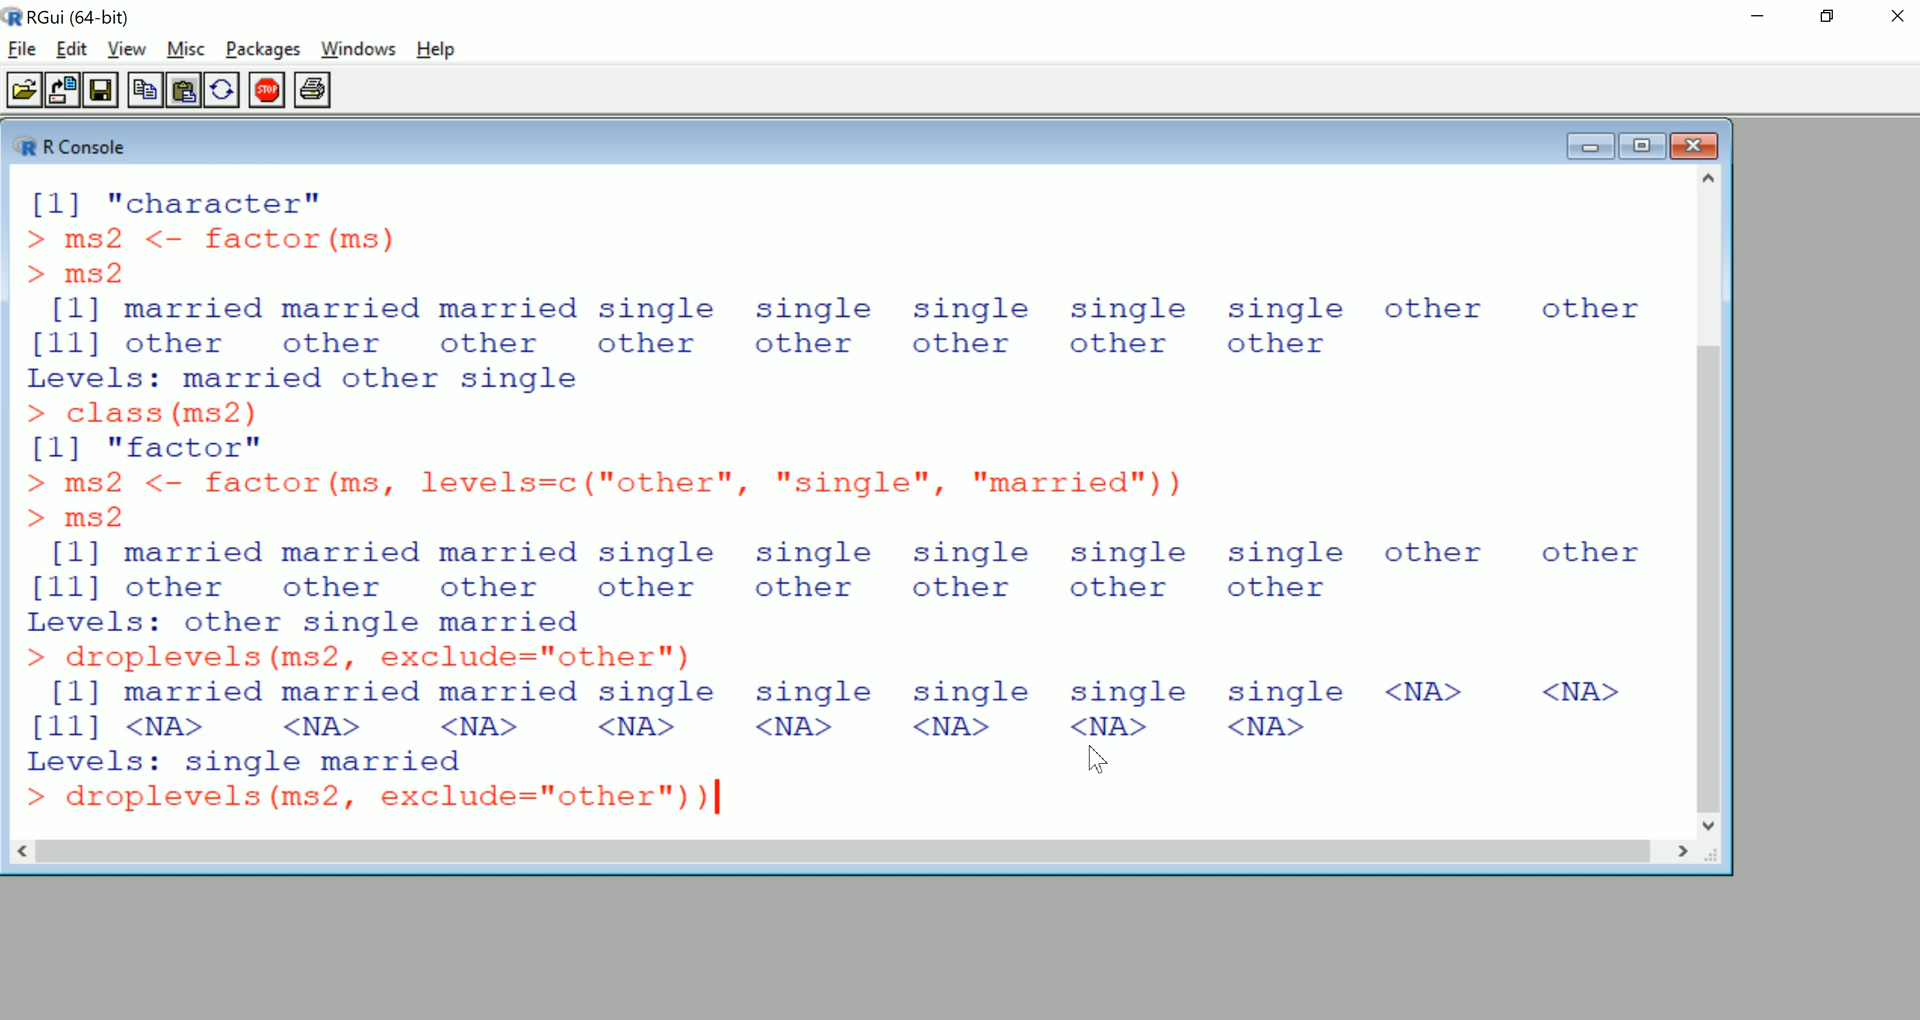 RGui (64-bit)
File Edit View Misc Packages Windows Help
STOP
R Console
[1] "character"
> ms2 <- factor(ms)
> ms2
 [1] married married married single  single  single  single  single  other   other
[11] other   other   other   other   other   other   other   other
Levels: married other single
> class(ms2)
[1] "factor"
> ms2 <- factor(ms, levels=c("other", "single", "married"))
> ms2
 [1] married married married single  single  single  single  single  other   other
[11] other   other   other   other   other   other   other   other
Levels: other single married
> droplevels(ms2, exclude="other")
 [1] married married married single  single  single  single  single  <NA>    <NA>
[11] <NA>    <NA>    <NA>    <NA>    <NA>    <NA>    <NA>    <NA>
Levels: single married
> droplevels(ms2, exclude="other"))